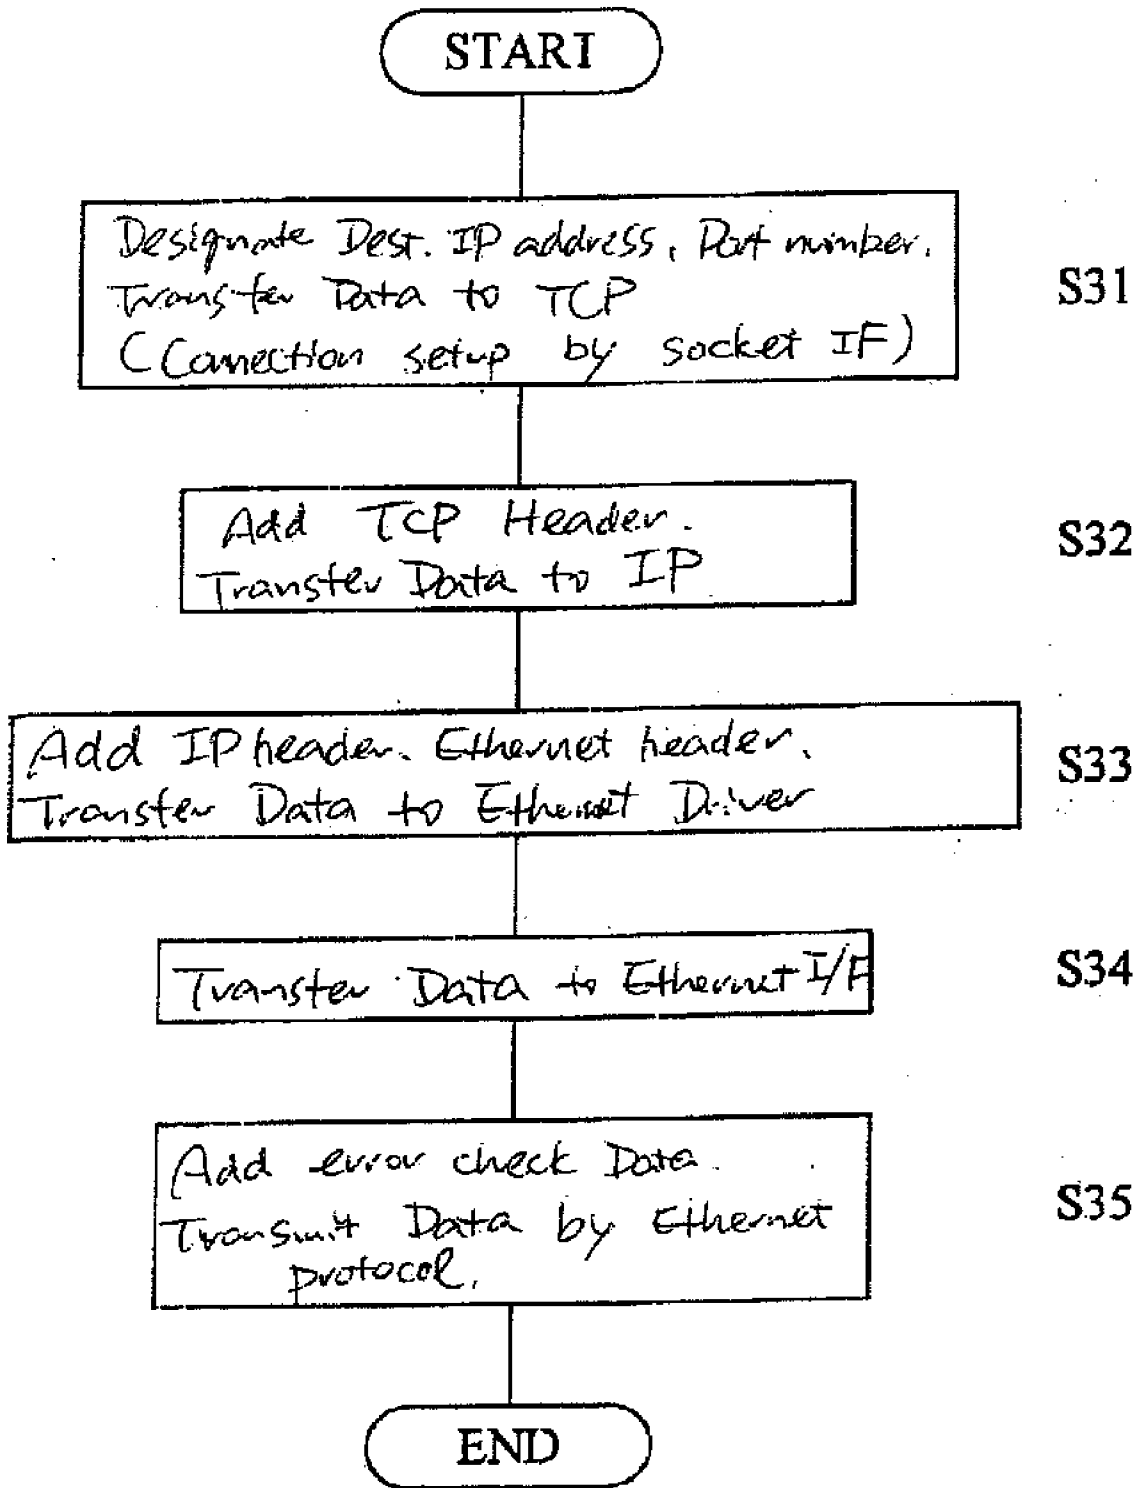 START
Designate Dest. IP address, Port number.
Transfer Data to TCP
(Connection setup by socket IF)
S31
Add TCP Header.
Transfer Data to IP
S32
Add IP header. Ethernet header.
Transfer Data to Ethernet Driver
S33
Transfer Data to Ethernet I/F
S34
Add error check Data.
Transmit Data by Ethernet
protocol.
S35
END